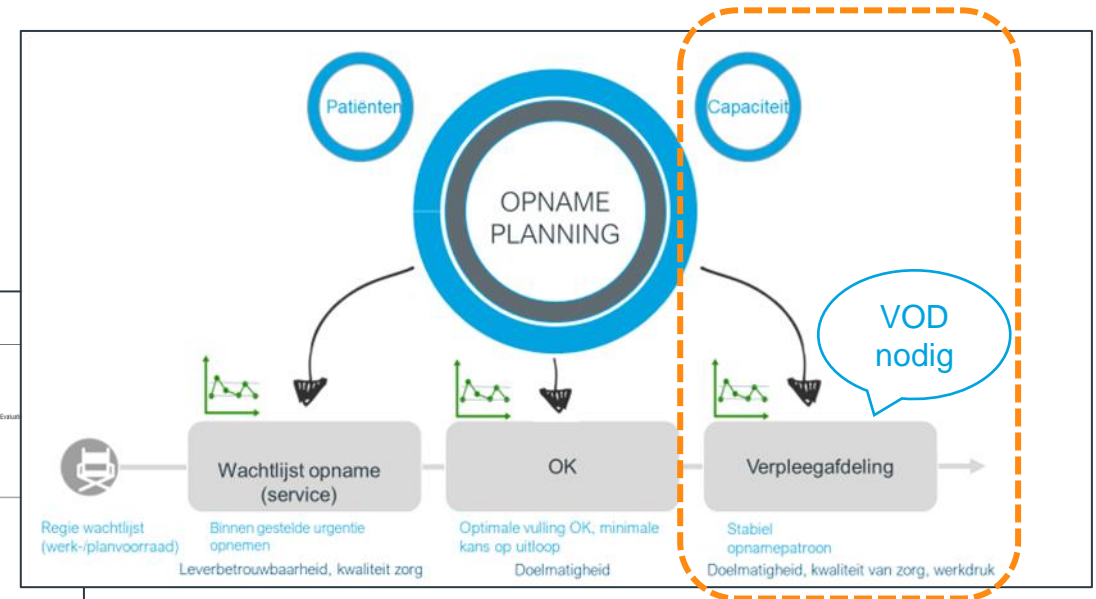 Patiënten
Capaciteit
OPNAME
PLANNING
VOD
nodig
Wachtlijst opname
(service)
OK
Verpleegafdeling
Regie wachtlijst
(werk-/planvoorraad)
Binnen gestelde urgentie
opnemen
Optimale vulling OK, minimale
kans op uitloop
Stabiel
opnamepatroon
Leverbetrouwbaarheid, kwaliteit zorg
Doelmatigheid
Doelmatigheid, kwaliteit van zorg, werkdruk